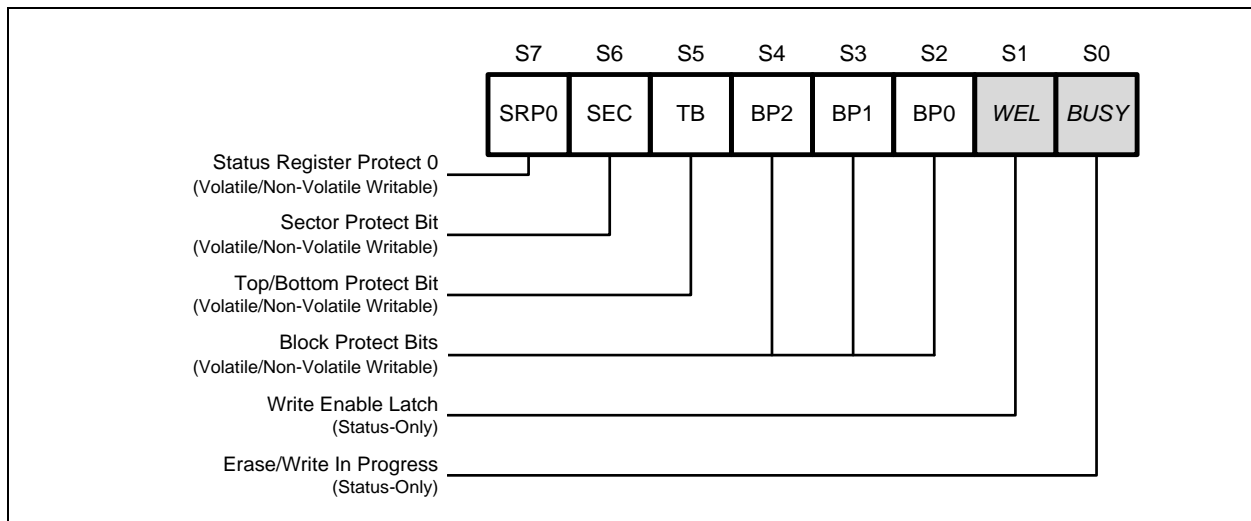 S7 S6 S5 S4 S3 S2 S1 S0
SRP0 SEC TB BP2 BP1 BP0 WEL BUSY
Status Register Protect 0
(Volatile/Non-Volatile Writable)
Sector Protect Bit
(Volatile/Non-Volatile Writable)
Top/Bottom Protect Bit
(Volatile/Non-Volatile Writable)
Block Protect Bits
(Volatile/Non-Volatile Writable)
Write Enable Latch
(Status-Only)
Erase/Write In Progress
(Status-Only)